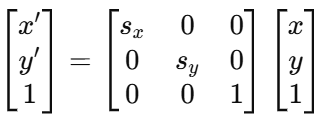 [x′] = [s_x 0 0] [x]
[y′] = [0 s_y 0] [y]
[1] = [0 0 1] [1]